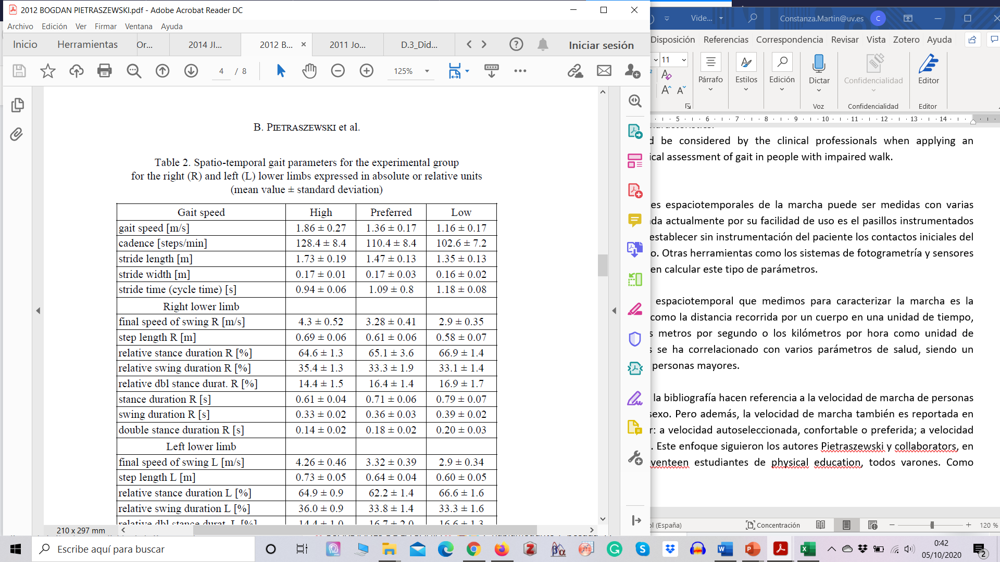 2012 BOGDAN PIETRASZEWSKI.pdf - Adobe Acrobat Reader DC
Archivo Edición Ver Firmar Ventana Ayuda
Inicio Herramientas Or... 2014 JI... 2012 B... × 2011 Jo... D.3_Did... Iniciar sesión
4 / 8 125%
B. PIETRASZEWSKI et al.
Table 2. Spatio-temporal gait parameters for the experimental group
for the right (R) and left (L) lower limbs expressed in absolute or relative units
(mean value ± standard deviation)
Gait speed High Preferred Low
gait speed [m/s] 1.86 ± 0.27 1.36 ± 0.17 1.16 ± 0.17
cadence [steps/min] 128.4 ± 8.4 110.4 ± 8.4 102.6 ± 7.2
stride length [m] 1.73 ± 0.19 1.47 ± 0.13 1.35 ± 0.13
stride width [m] 0.17 ± 0.01 0.17 ± 0.03 0.16 ± 0.02
stride time (cycle time) [s] 0.94 ± 0.06 1.09 ± 0.8 1.18 ± 0.08
Right lower limb
final speed of swing R [m/s] 4.3 ± 0.52 3.28 ± 0.41 2.9 ± 0.35
step length R [m] 0.69 ± 0.06 0.61 ± 0.06 0.58 ± 0.07
relative stance duration R [%] 64.6 ± 1.3 65.1 ± 3.6 66.9 ± 1.4
relative swing duration R [%] 35.4 ± 1.3 33.3 ± 1.9 33.1 ± 1.4
relative dbl stance durat. R [%] 14.4 ± 1.5 16.4 ± 1.4 16.9 ± 1.7
stance duration R [s] 0.61 ± 0.04 0.71 ± 0.06 0.79 ± 0.07
swing duration R [s] 0.33 ± 0.02 0.36 ± 0.03 0.39 ± 0.02
double stance duration R [s] 0.14 ± 0.02 0.18 ± 0.02 0.20 ± 0.03
Left lower limb
final speed of swing L [m/s] 4.26 ± 0.46 3.32 ± 0.39 2.9 ± 0.34
step length L [m] 0.73 ± 0.05 0.64 ± 0.04 0.60 ± 0.05
relative stance duration L [%] 64.9 ± 0.9 62.2 ± 1.4 66.6 ± 1.6
relative swing duration L [%] 36.0 ± 0.9 33.8 ± 1.4 33.3 ± 1.6
relative dbl stance durat. L [%] 14.4 ± 1.0 16.7 ± 2.0 16.6 ± 1.3
210 x 297 mm
Vide... Constanza.Martin@uv.es C
Disposición Referencias Correspondencia Revisar Vista Zotero Ayuda
11
Párrafo Estilos Edición Dictar Confidencialidad Editor
Voz Confidencialidad Editor
5 6 7 8 9 10 11 12 13 14
be considered by the clinical professionals when applying an
ical assessment of gait in people with impaired walk.
es espaciotemporales de la marcha puede ser medidas con varias
da actualmente por su facilidad de uso es el pasillos instrumentados
establecer sin instrumentación del paciente los contactos iniciales del
o. Otras herramientas como los sistemas de fotogrametría y sensores
en calcular este tipo de parámetros.
espaciotemporal que medimos para caracterizar la marcha es la
como la distancia recorrida por un cuerpo en una unidad de tiempo,
s metros por segundo o los kilómetros por hora como unidad de
s se ha correlacionado con varios parámetros de salud, siendo un
personas mayores.
la bibliografía hacen referencia a la velocidad de marcha de personas
sexo. Pero además, la velocidad de marcha también es reportada en
r: a velocidad autoseleccionada, confortable o preferida; a velocidad
. Este enfoque siguieron los autores Pietraszewski y collaborators, en
venteen estudiantes de physical education, todos varones. Como
ol (España) Concentración 120 %
Escribe aquí para buscar
0:42
05/10/2020
2